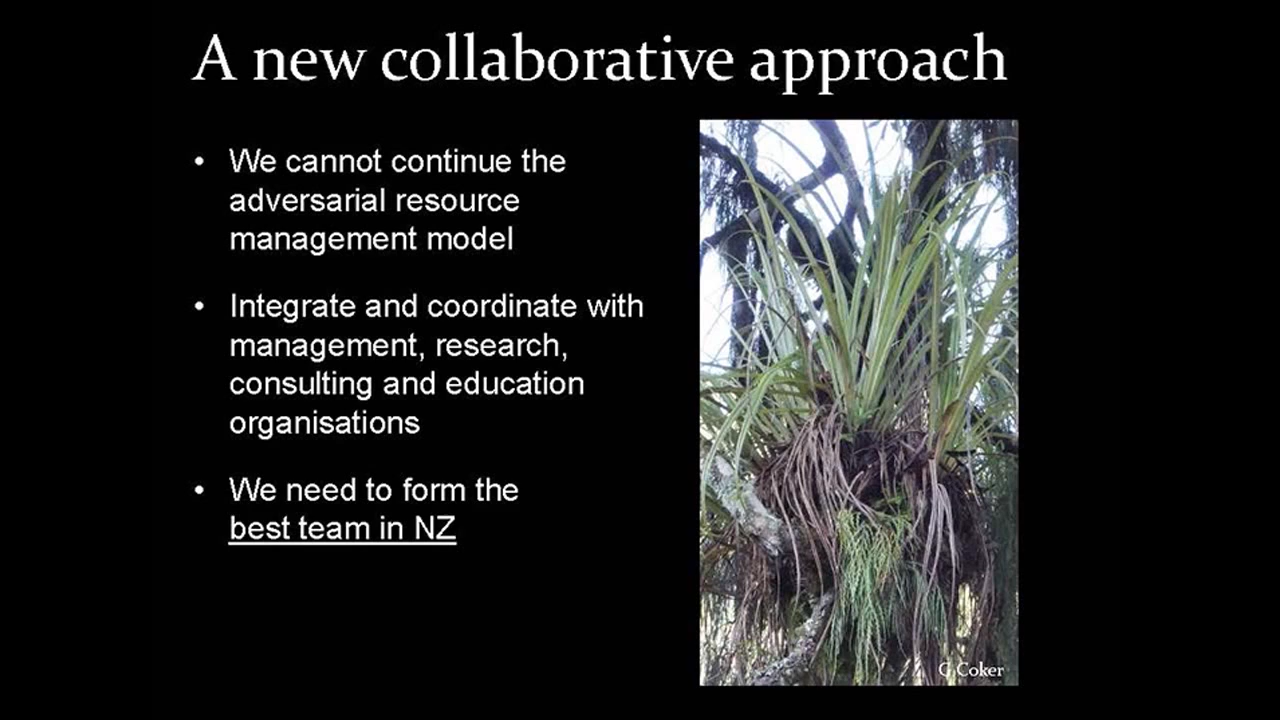 A new collaborative approach
• We cannot continue the
adversarial resource
management model
• Integrate and coordinate with
management, research,
consulting and education
organisations
• We need to form the
best team in NZ
G Coker